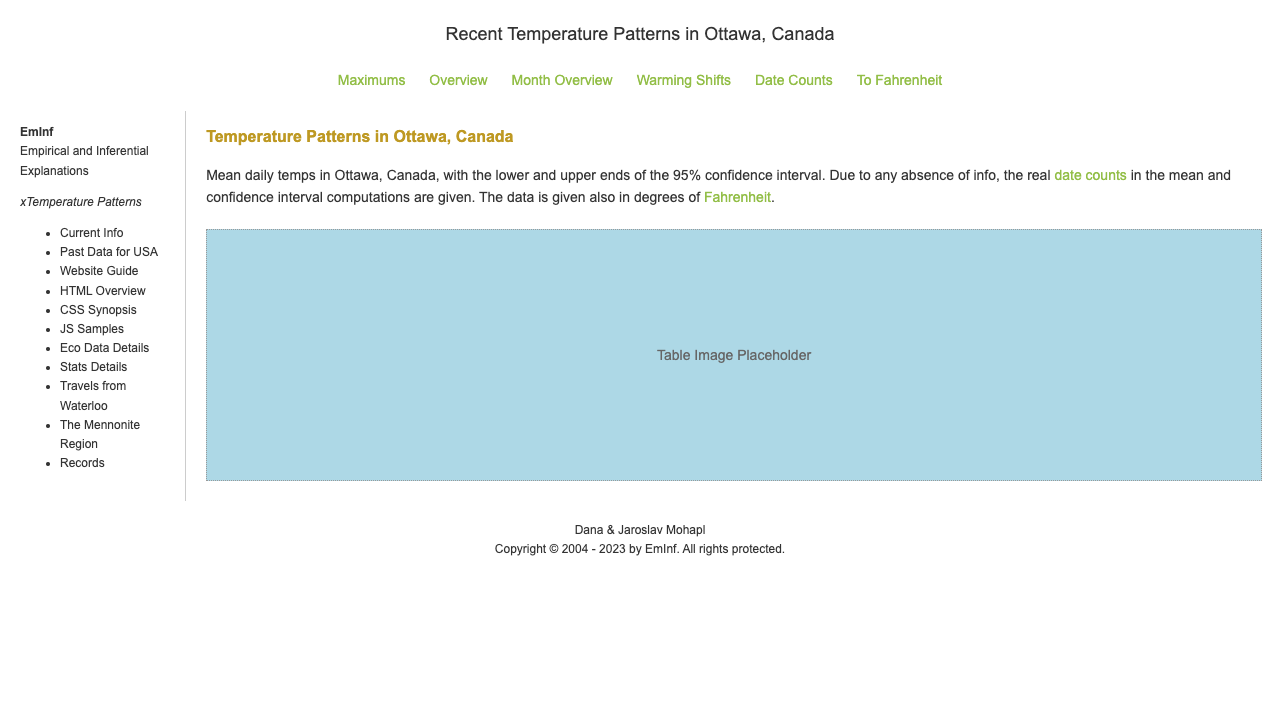 Recent Temperature Patterns in Ottawa, Canada
Maximums Overview Month Overview Warming Shifts Date Counts To Fahrenheit
EmInf
Empirical and Inferential
Explanations
xTemperature Patterns
• Current Info
• Past Data for USA
• Website Guide
• HTML Overview
• CSS Synopsis
• JS Samples
• Eco Data Details
• Stats Details
• Travels from
Waterloo
• The Mennonite
Region
• Records
Temperature Patterns in Ottawa, Canada
Mean daily temps in Ottawa, Canada, with the lower and upper ends of the 95% confidence interval. Due to any absence of info, the real date counts in the mean and
confidence interval computations are given. The data is given also in degrees of Fahrenheit.
Table Image Placeholder
Dana & Jaroslav Mohapl
Copyright © 2004 - 2023 by EmInf. All rights protected.